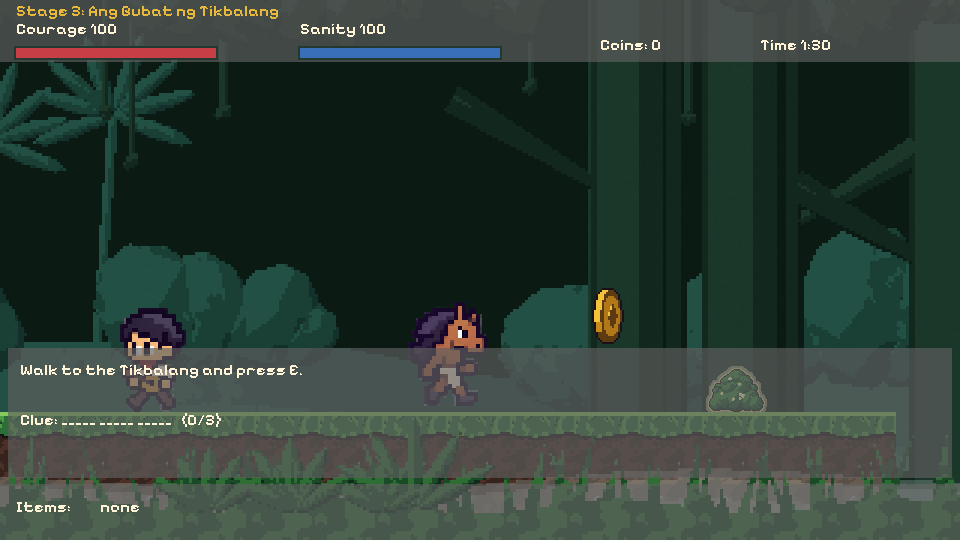 Stage 3: Ang Gubat ng Tikbalang
Courage 100
Sanity 100
Coins: 0
Time 1:30
Walk to the Tikbalang and press E.
Clue: _____ _____ _____ (0/3)
Items: none